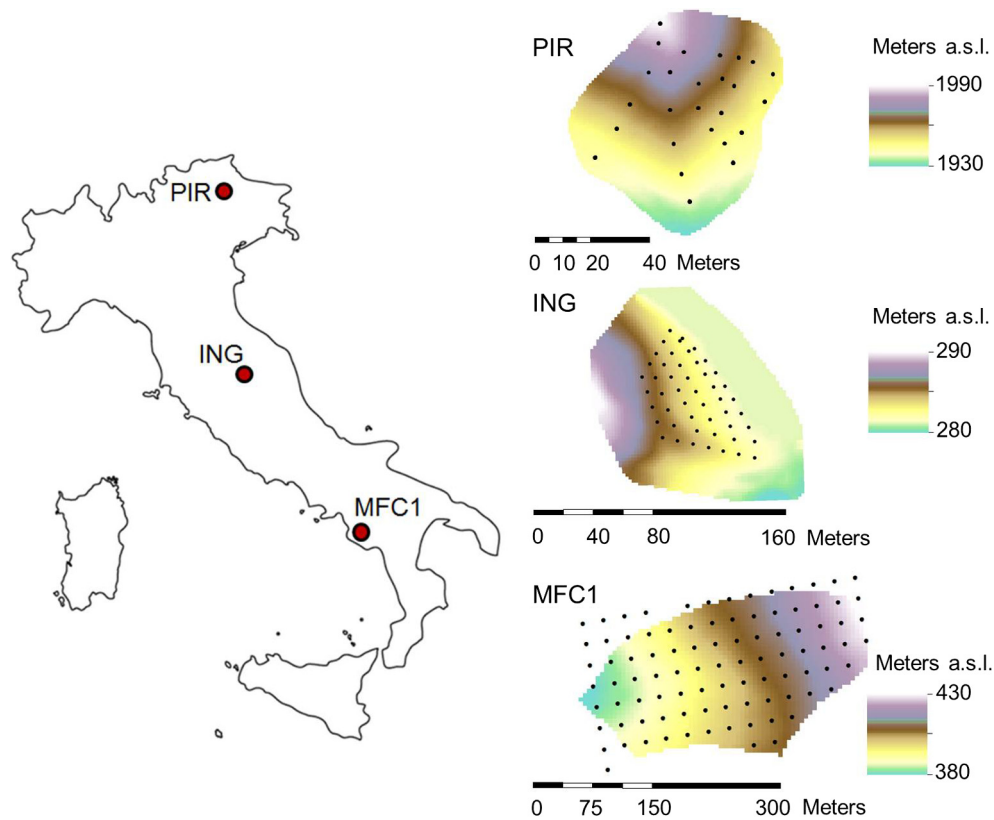 PIR
ING
MFC1
PIR
Meters a.s.l.
1990
1930
0 10 20 40 Meters
ING
Meters a.s.l.
290
280
0 40 80 160 Meters
MFC1
Meters a.s.l.
430
380
0 75 150 300 Meters